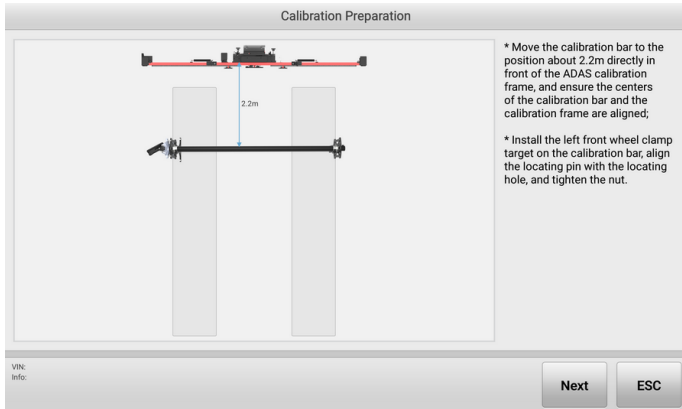 Calibration Preparation
2.2m
* Move the calibration bar to the
position about 2.2m directly in
front of the ADAS calibration
frame, and ensure the centers
of the calibration bar and the
calibration frame are aligned;
* Install the left front wheel clamp
target on the calibration bar, align
the locating pin with the locating
hole, and tighten the nut.
VIN:
Info:
Next
ESC